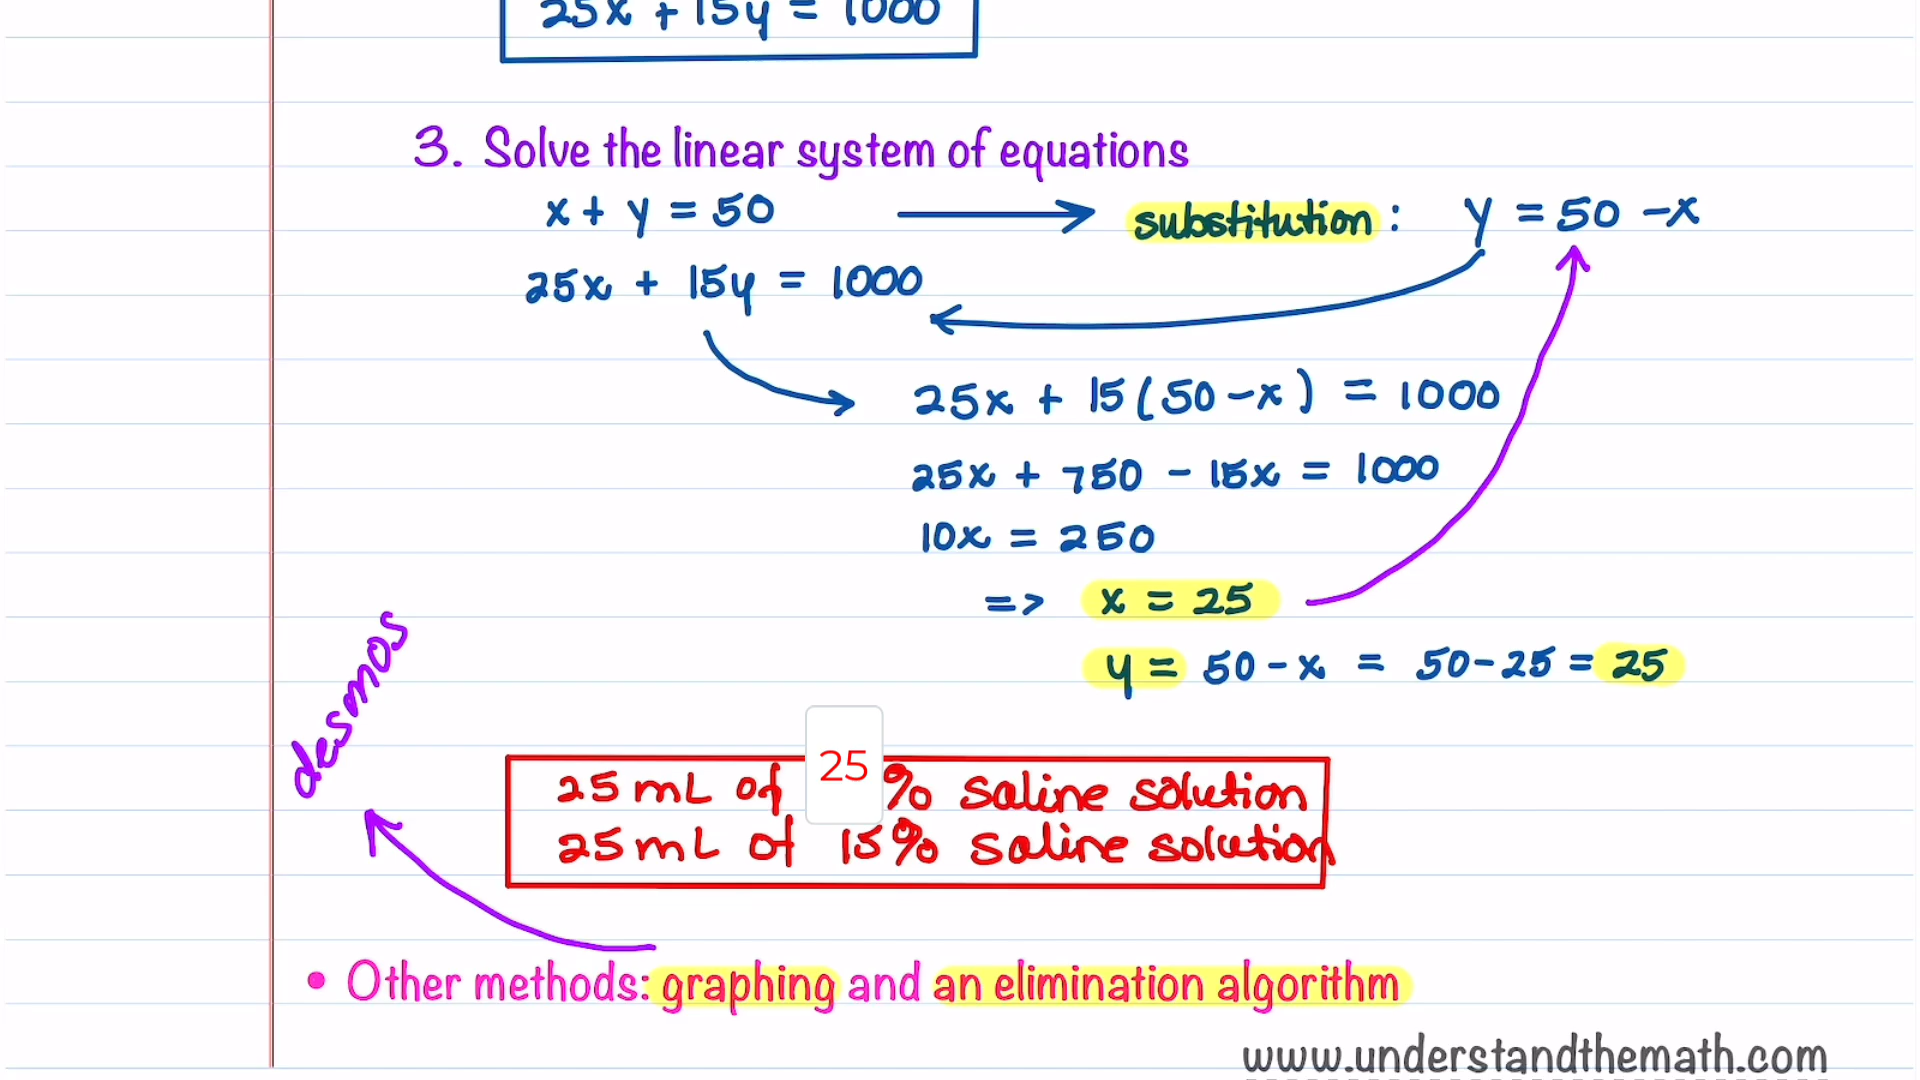 25x + 15y = 1000
3. Solve the linear system of equations
x + y = 50 substitution: y = 50 - x
25x + 15y = 1000
25x + 15(50 - x) = 1000
25x + 750 - 15x = 1000
10x = 250
=> x = 25
y = 50 - x = 50 - 25 = 25
desmos
25 mL of 25% saline solution
25 mL of 15% saline solution
• Other methods: graphing and an elimination algorithm
www.understandthemath.com